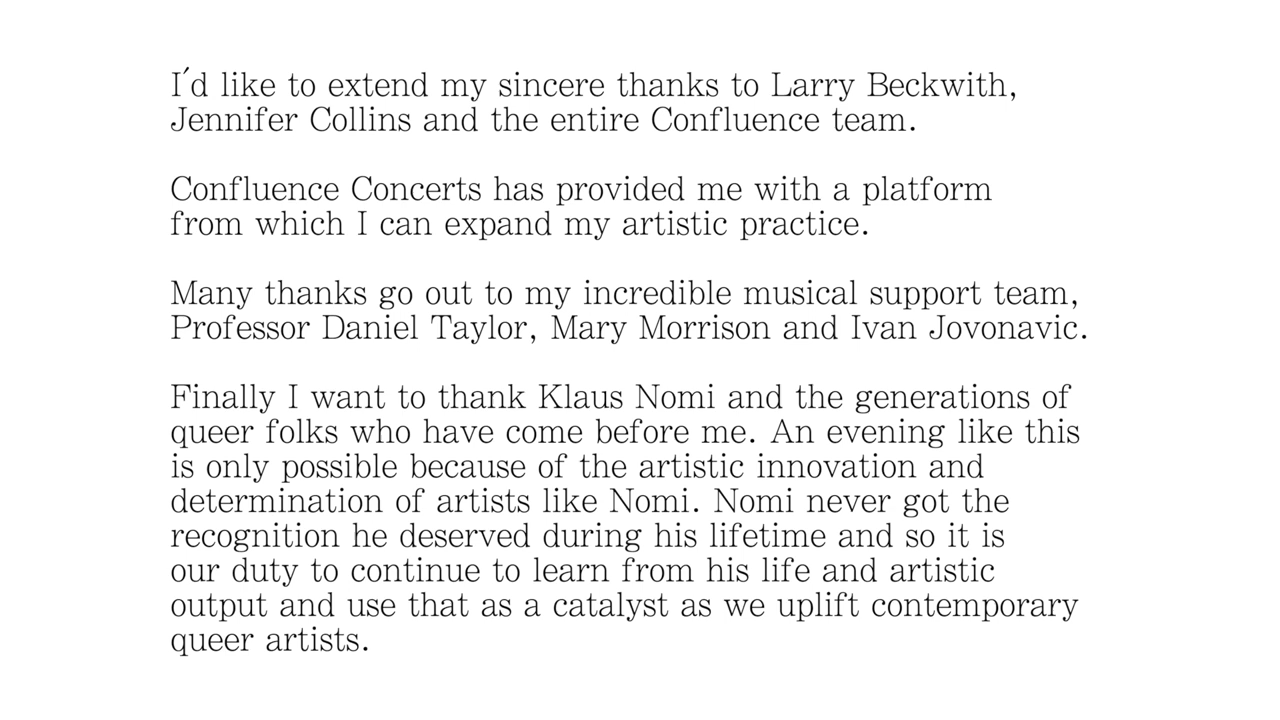 I'd like to extend my sincere thanks to Larry Beckwith,
Jennifer Collins and the entire Confluence team.
Confluence Concerts has provided me with a platform
from which I can expand my artistic practice.
Many thanks go out to my incredible musical support team,
Professor Daniel Taylor, Mary Morrison and Ivan Jovonavic.
Finally I want to thank Klaus Nomi and the generations of
queer folks who have come before me. An evening like this
is only possible because of the artistic innovation and
determination of artists like Nomi. Nomi never got the
recognition he deserved during his lifetime and so it is
our duty to continue to learn from his life and artistic
output and use that as a catalyst as we uplift contemporary
queer artists.